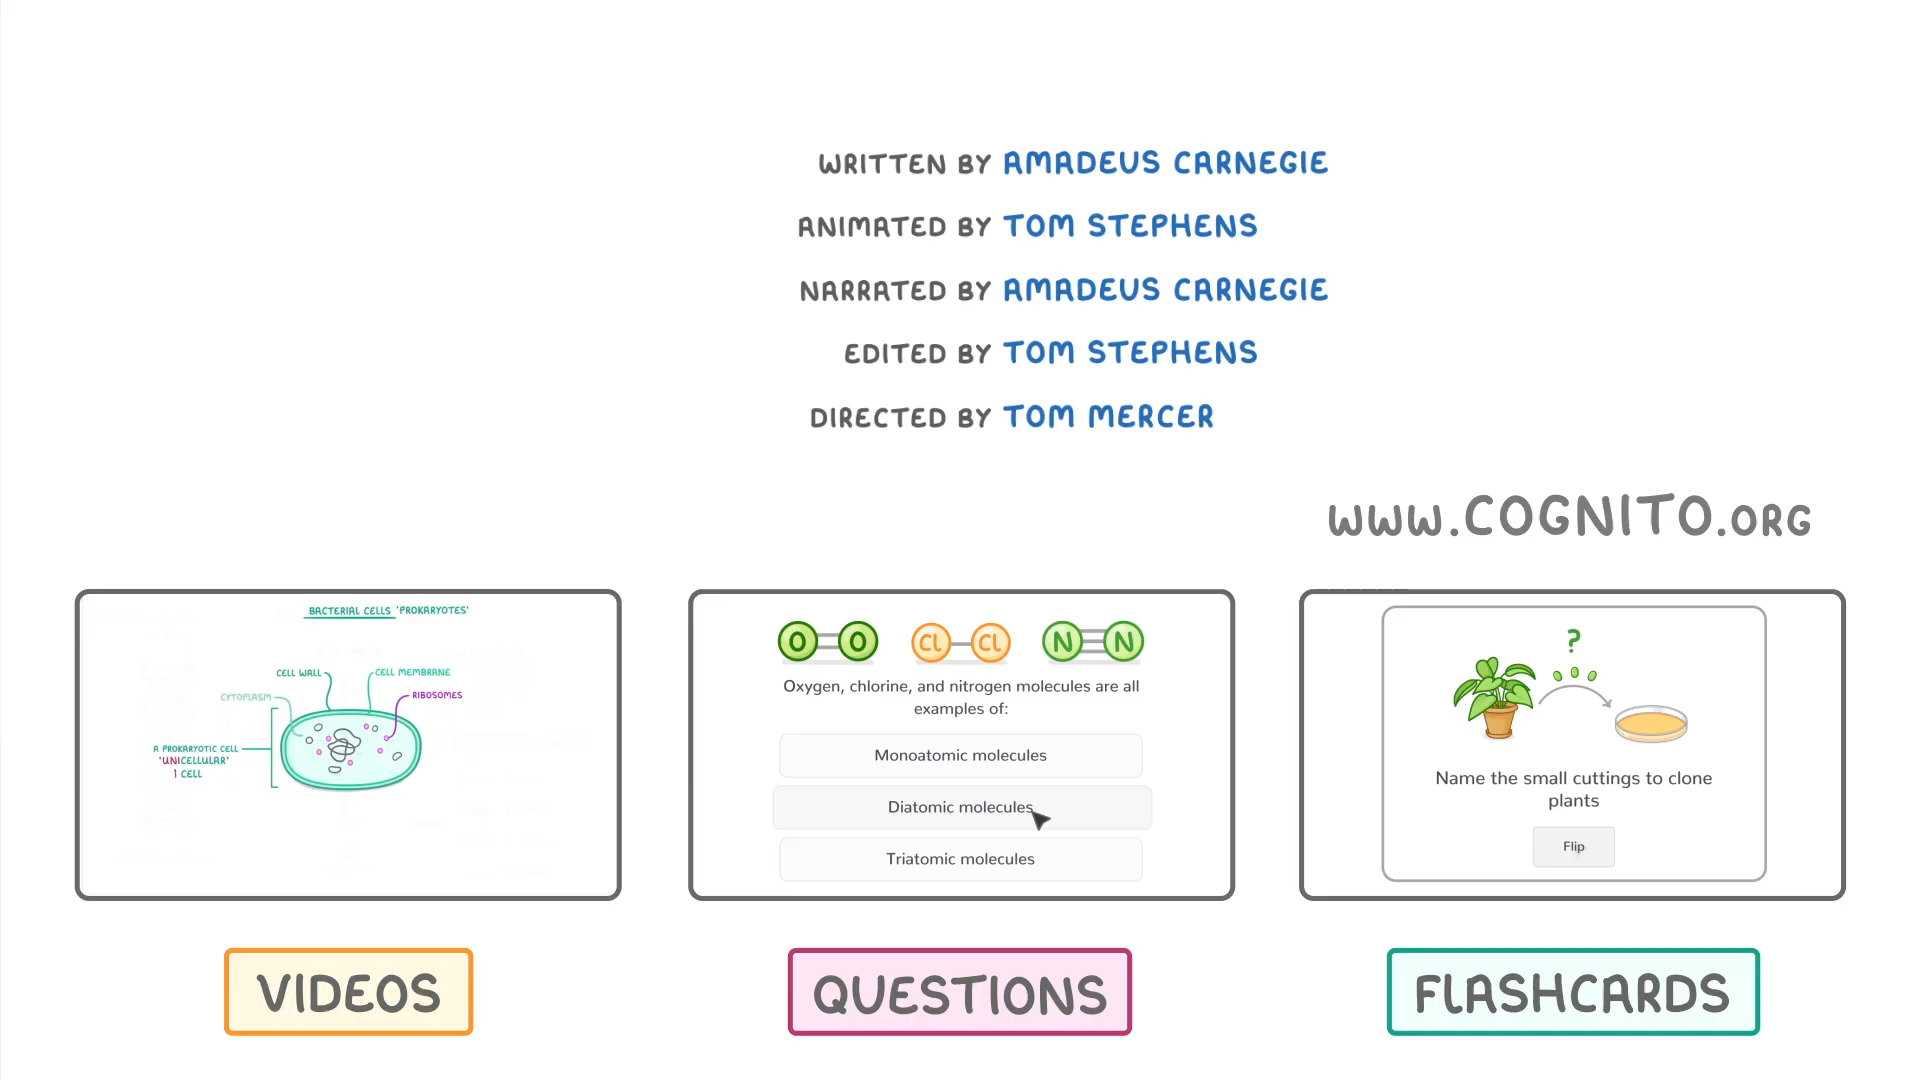 WRITTEN BY AMADEUS CARNEGIE
ANIMATED BY TOM STEPHENS
NARRATED BY AMADEUS CARNEGIE
EDITED BY TOM STEPHENS
DIRECTED BY TOM MERCER
www.COGNITO.ORG
BACTERIAL CELLS 'PROKARYOTES'
CELL WALL
CELL MEMBRANE
CYTOPLASM
RIBOSOMES
A PROKARYOTIC CELL
'UNICELLULAR'
1 CELL
O O Cl Cl N N
Oxygen, chlorine, and nitrogen molecules are all
examples of:
Monoatomic molecules
Diatomic molecules
Triatomic molecules
?
Name the small cuttings to clone
plants
Flip
VIDEOS
QUESTIONS
FLASHCARDS